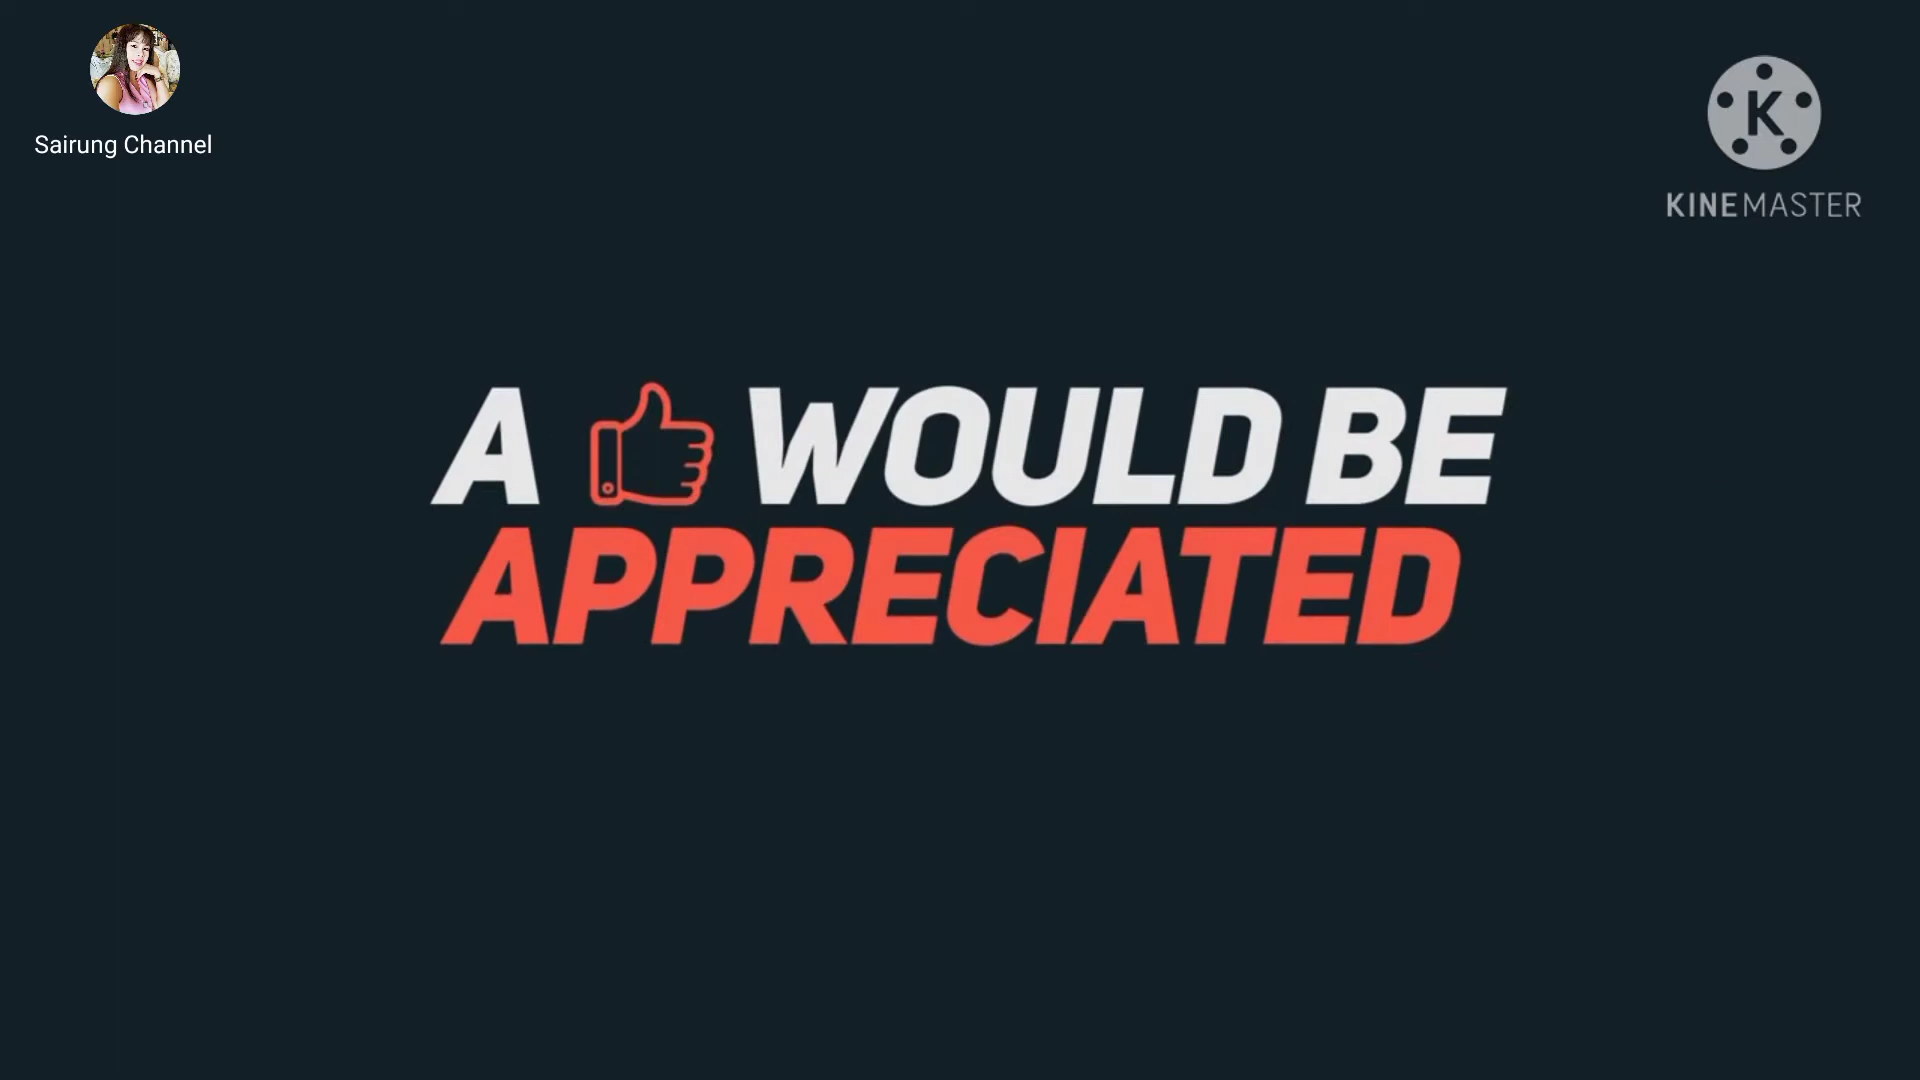 Sairung Channel
K
KINEMASTER
A WOULD BE
APPRECIATED